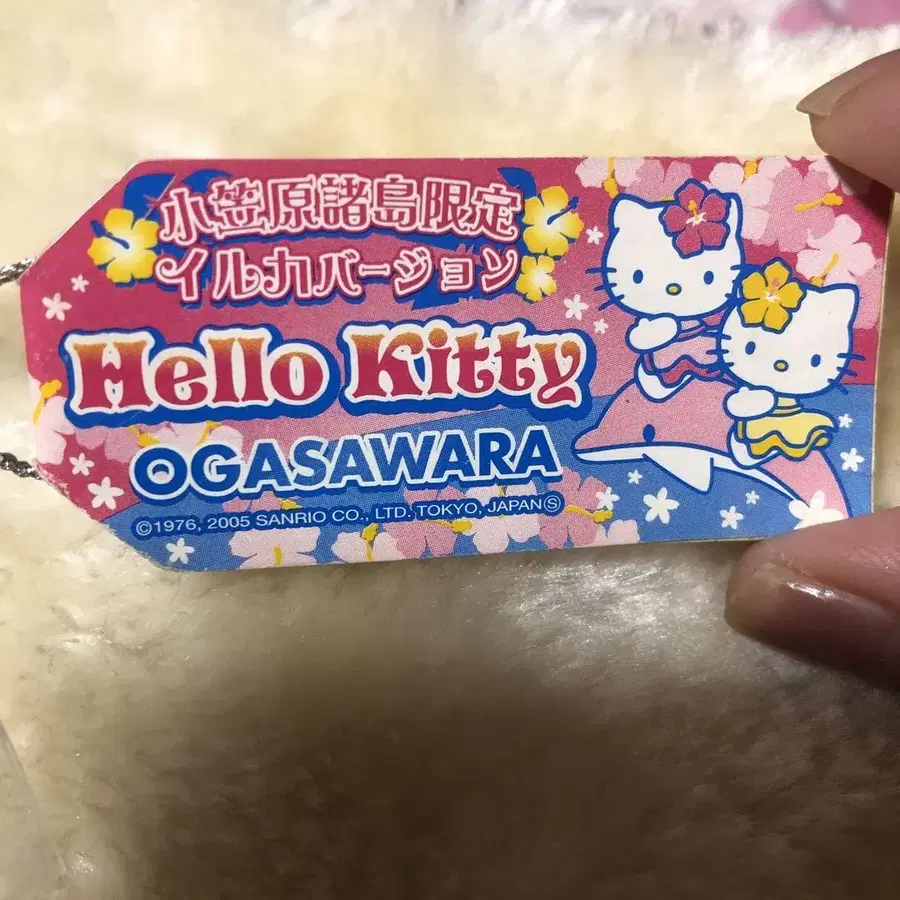 小笠原諸島限定
イルカバージョン
Hello Kitty
OGASAWARA
©1976, 2005 SANRIO CO., LTD. TOKYO, JAPANⓈ